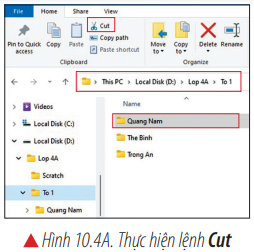 File Home Share View
Pin to Quick access
Copy
Paste
Cut
Copy path
Paste shortcut
Move to
Copy to
Delete
Rename
Clipboard
Organize
This PC > Local Disk (D:) > Lop 4A > To 1
Name
Videos
Local Disk (C:)
Local Disk (D:)
Lop 4A
Scratch
To 1
Quang Nam
Quang Nam
The Binh
Trong An
Hình 10.4A. Thực hiện lệnh Cut